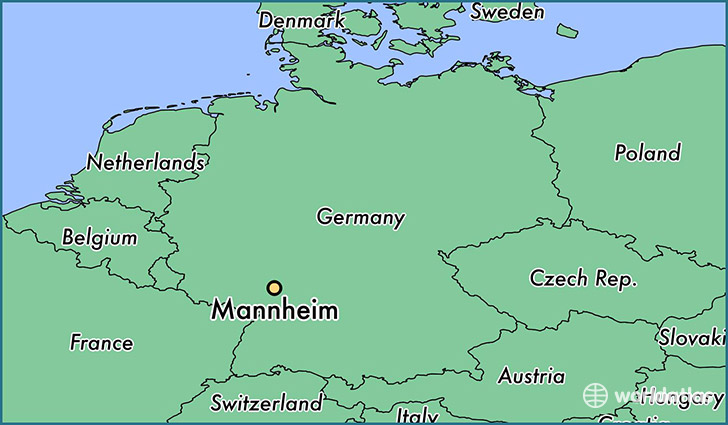 Denmark
Sweden
Netherlands
Poland
Germany
Belgium
Czech Rep.
Mannheim
France
Slovaki
Austria
Switzerland
Hungary
worldatlas
Italy
Croatia